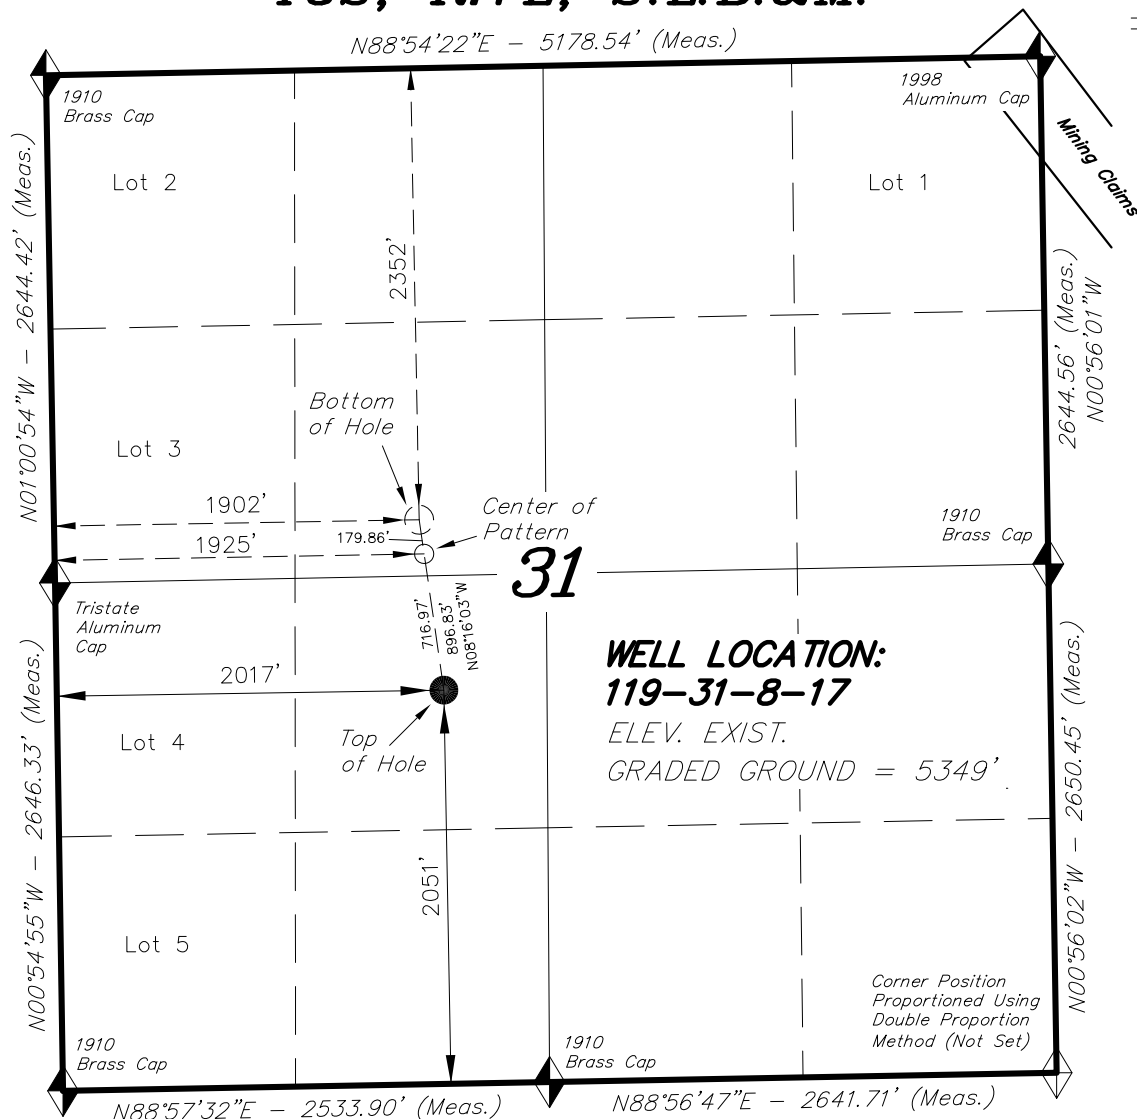 T8S, R17E, S.L.B.&M.
N88°54'22"E - 5178.54' (Meas.)
1910
Brass Cap
1998
Aluminum Cap
Mining Claims
Lot 2
Lot 1
N01°00'54"W - 2644.42' (Meas.)
2352'
2644.56' (Meas.)
N00°56'01"W
Bottom
of Hole
Lot 3
1902'
Center of
Pattern
1910
Brass Cap
1925'
179.86'
31
Tristate
Aluminum
Cap
716.97'
896.83'
N08°16'03"W
WELL LOCATION:
119-31-8-17
ELEV. EXIST.
GRADED GROUND = 5349'
2017'
Top
of Hole
Lot 4
N00°54'55"W - 2646.33' (Meas.)
2051'
N00°56'02"W - 2650.45' (Meas.)
Lot 5
Corner Position
Proportioned Using
Double Proportion
Method (Not Set)
1910
Brass Cap
1910
Brass Cap
N88°57'32"E - 2533.90' (Meas.)
N88°56'47"E - 2641.71' (Meas.)